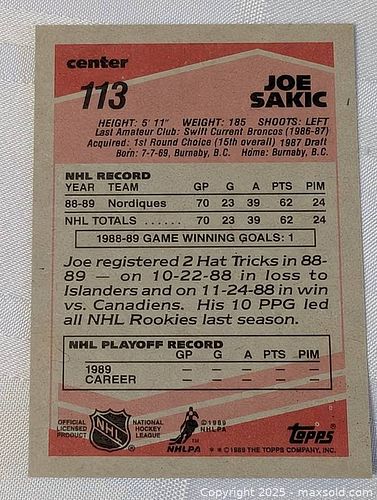 center
113
JOE
SAKIC
HEIGHT: 5' 11" WEIGHT: 185 SHOOTS: LEFT
Last Amateur Club: Swift Current Broncos (1986-87)
Acquired: 1st Round Choice (15th overall) 1987 Draft
Born: 7-7-69, Burnaby, B.C. Home: Burnaby, B.C.
NHL RECORD
YEAR TEAM GP G A PTS PIM
88-89 Nordiques 70 23 39 62 24
NHL TOTALS ...... 70 23 39 62 24
1988-89 GAME WINNING GOALS: 1
Joe registered 2 Hat Tricks in 88-
89 — on 10-22-88 in loss to
Islanders and on 11-24-88 in win
vs. Canadiens. His 10 PPG led
all NHL Rookies last season.
NHL PLAYOFF RECORD
GP G A PTS PIM
1989 — — — — —
CAREER — — — — —
OFFICIAL
LICENSED
PRODUCT
NHL
NATIONAL
HOCKEY
LEAGUE
©1989
NHLPA
NHLPA
TM
TOPPS
* * © 1989 THE TOPPS COMPANY, INC.
Copyright 2025 - maxsold.com